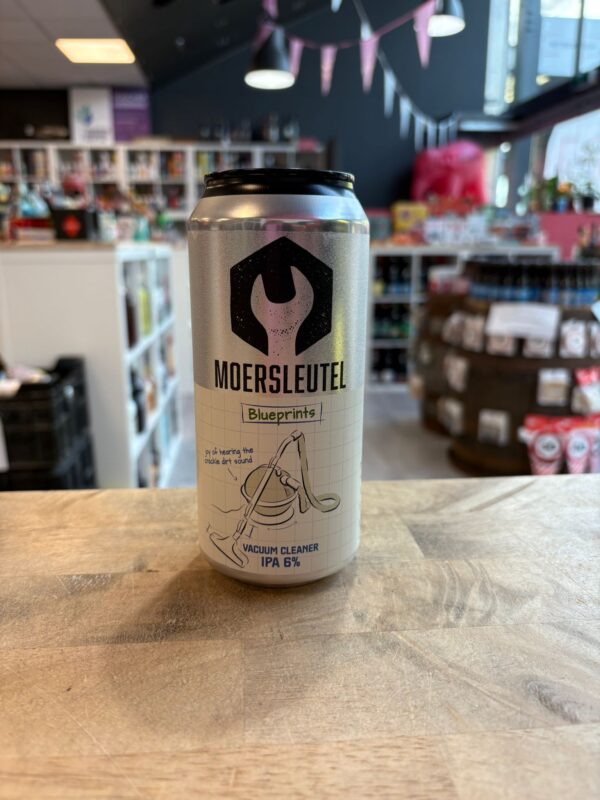 MOERSLEUTEL
Blueprints
joy of hearing the
crackle dirt sound
VACUUM CLEANER
IPA 6%